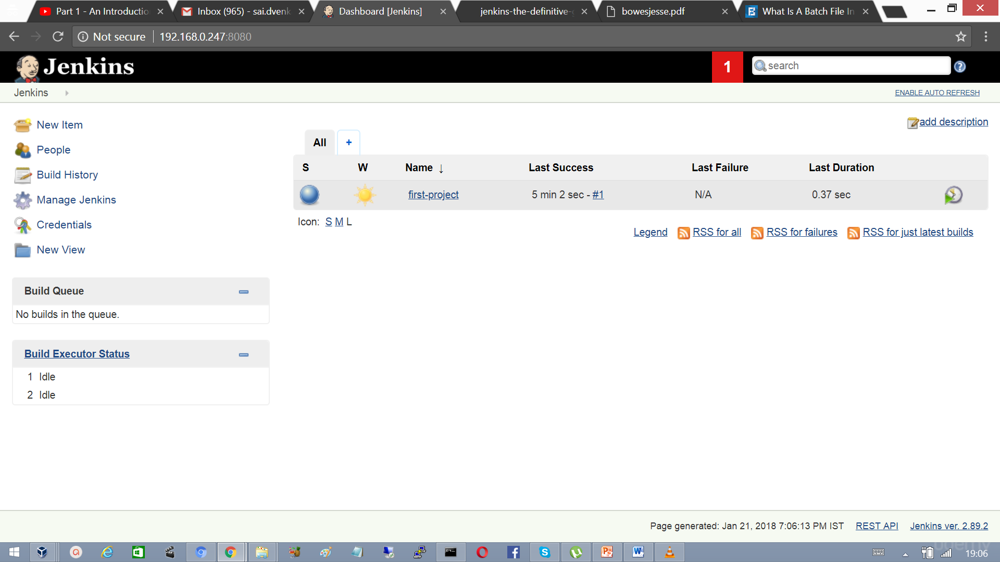 Part 1 - An Introductio
Inbox (965) - sai.dvenk
Dashboard [Jenkins]
jenkins-the-definitive-g
bowesjesse.pdf
What Is A Batch File In
Not secure 192.168.0.247:8080
Jenkins
1
search
Jenkins
ENABLE AUTO REFRESH
New Item
People
Build History
Manage Jenkins
Credentials
New View
Build Queue
No builds in the queue.
Build Executor Status
1 Idle
2 Idle
add description
All +
S W Name ↓ Last Success Last Failure Last Duration
first-project 5 min 2 sec - #1 N/A 0.37 sec
Icon: S M L
Legend RSS for all RSS for failures RSS for just latest builds
Page generated: Jan 21, 2018 7:06:13 PM IST REST API Jenkins ver. 2.89.2
udemy
19:06